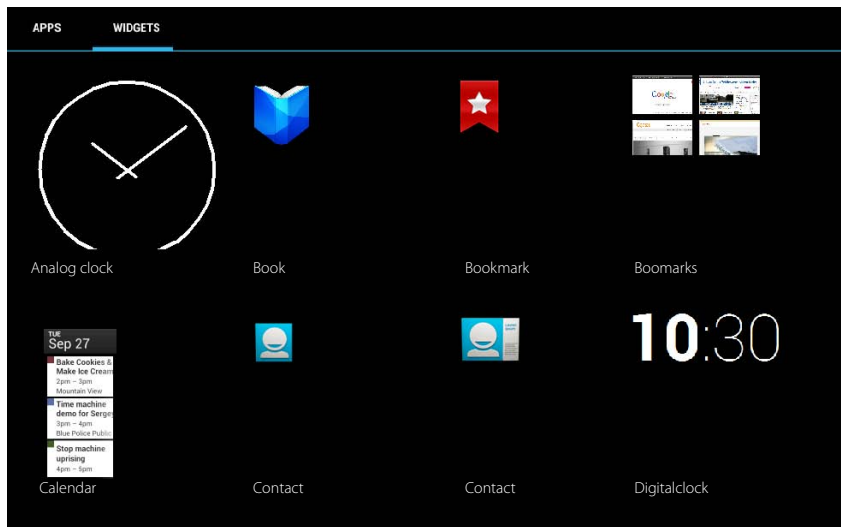 APPS WIDGETS
Analog clock Book Bookmark Boomarks
TUE
Sep 27
Bake Cookies &
Make Ice Cream
2pm – 3pm
Mountain View
Time machine
demo for Sergey
3pm – 4pm
Blue Police Public
Stop machine
uprising
4pm – 5pm
10:30
Calendar Contact Contact Digitalclock